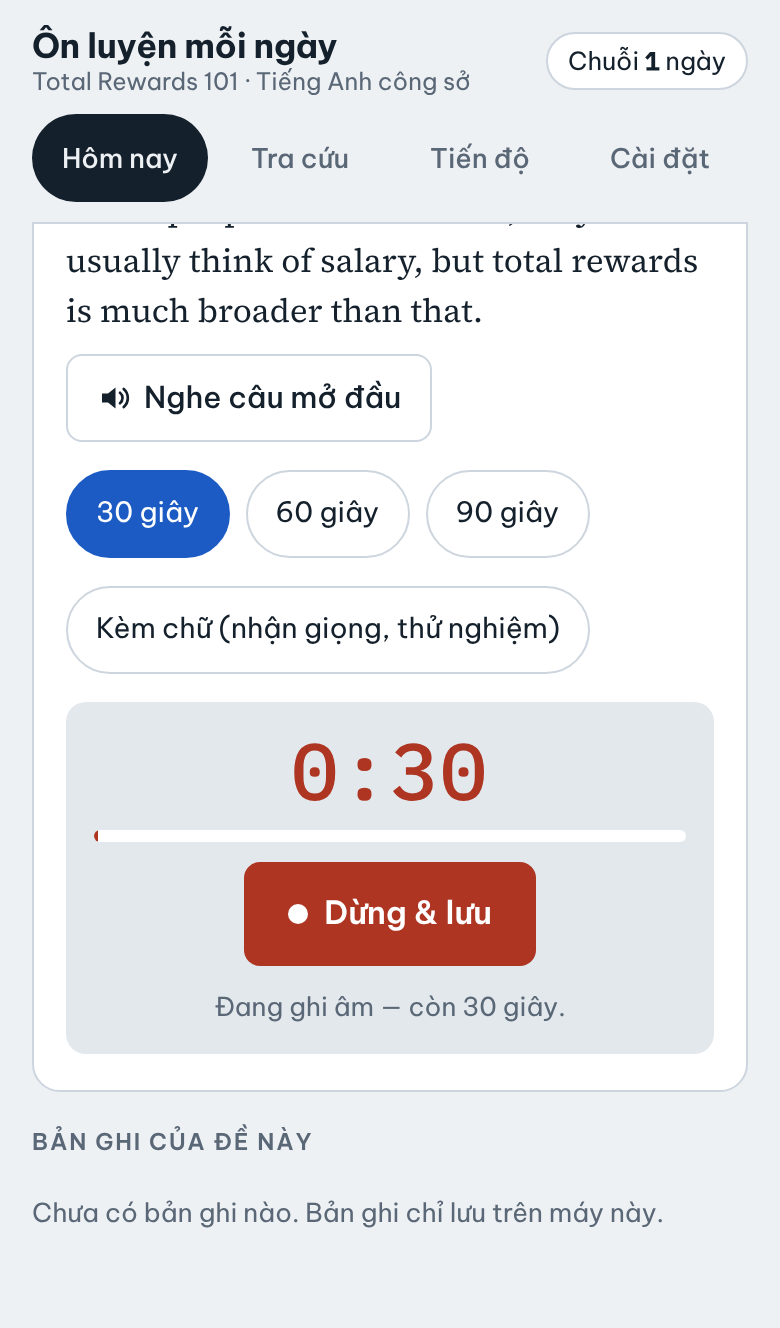 Ôn luyện mỗi ngày
Total Rewards 101 · Tiếng Anh công sở
Chuỗi 1 ngày
Hôm nay
Tra cứu
Tiến độ
Cài đặt
usually think of salary, but total rewards
is much broader than that.
Nghe câu mở đầu
30 giây
60 giây
90 giây
Kèm chữ (nhận giọng, thử nghiệm)
0:30
Dừng & lưu
Đang ghi âm — còn 30 giây.
BẢN GHI CỦA ĐỀ NÀY
Chưa có bản ghi nào. Bản ghi chỉ lưu trên máy này.